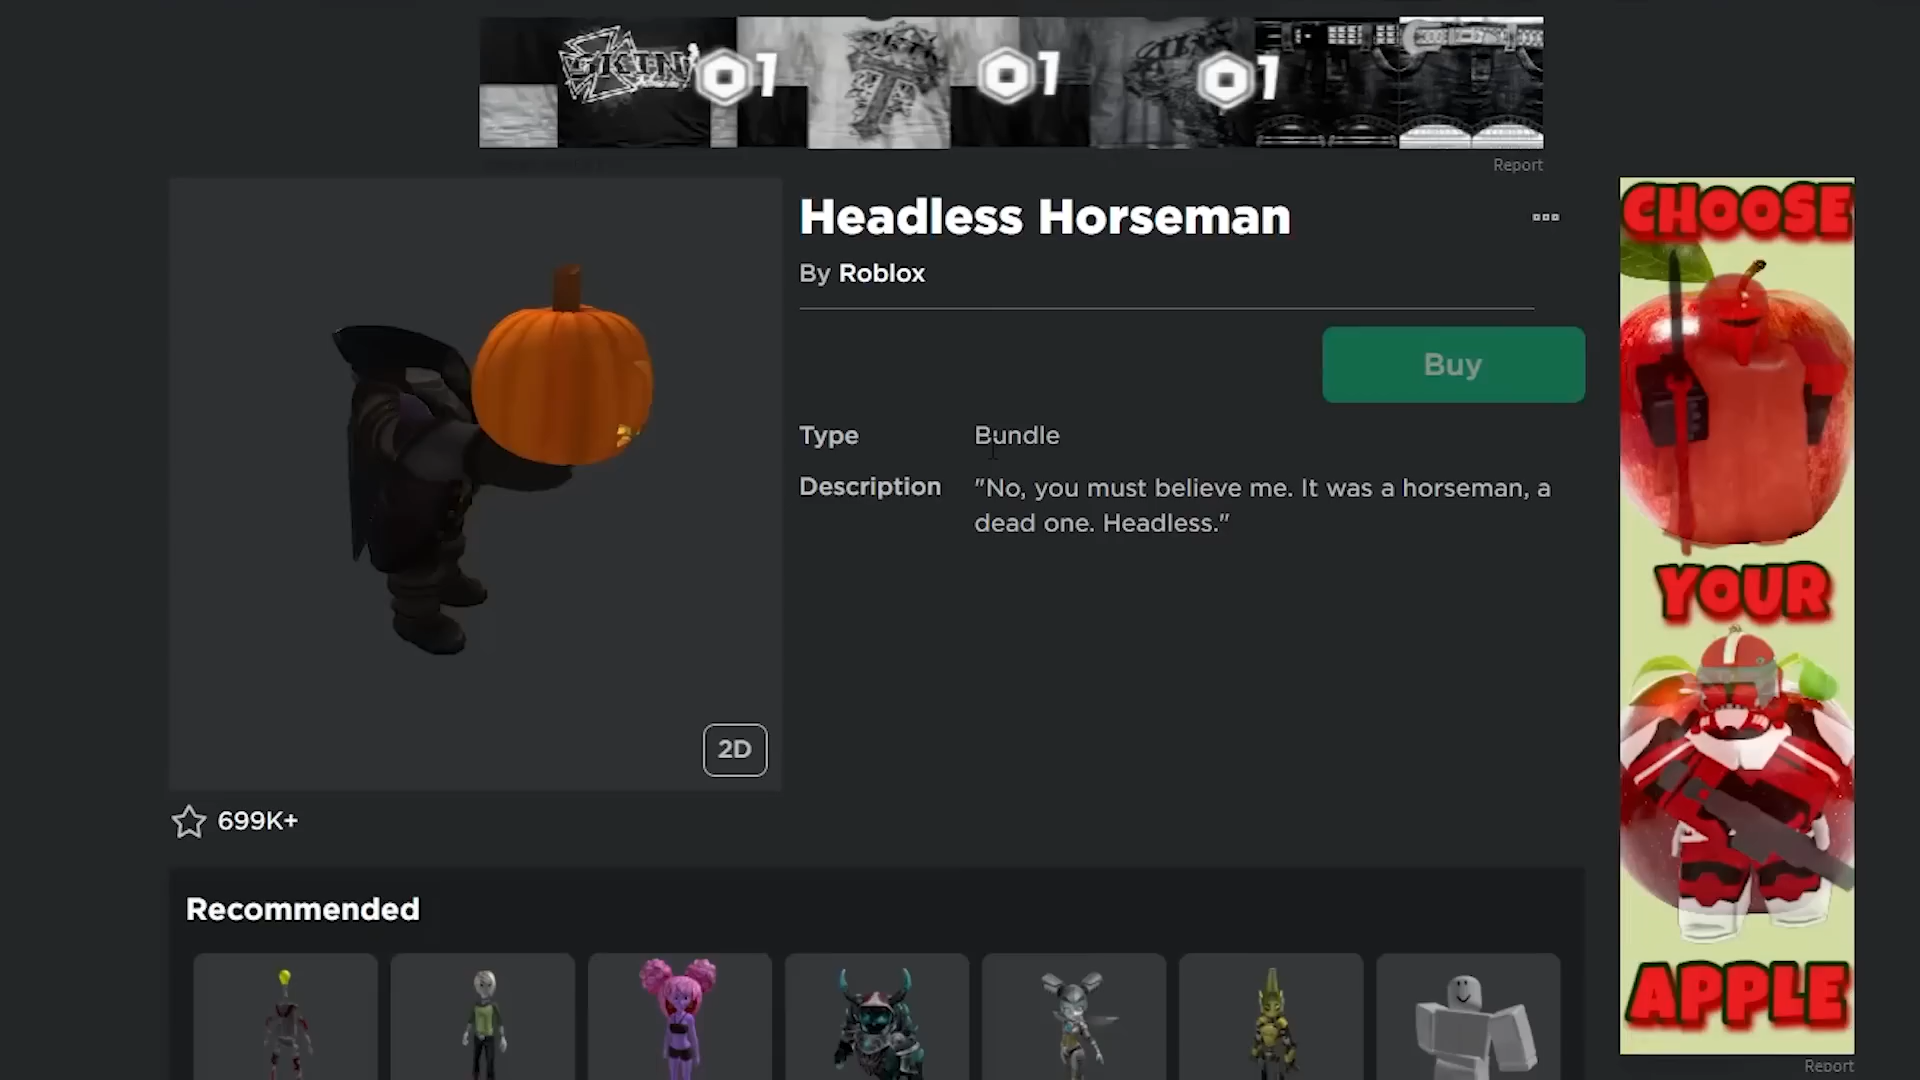 1
1
1
Report
Headless Horseman
By Roblox
Buy
Type
Bundle
Description
"No, you must believe me. It was a horseman, a
dead one. Headless."
2D
699K+
Recommended
CHOOSE
YOUR
APPLE
Report